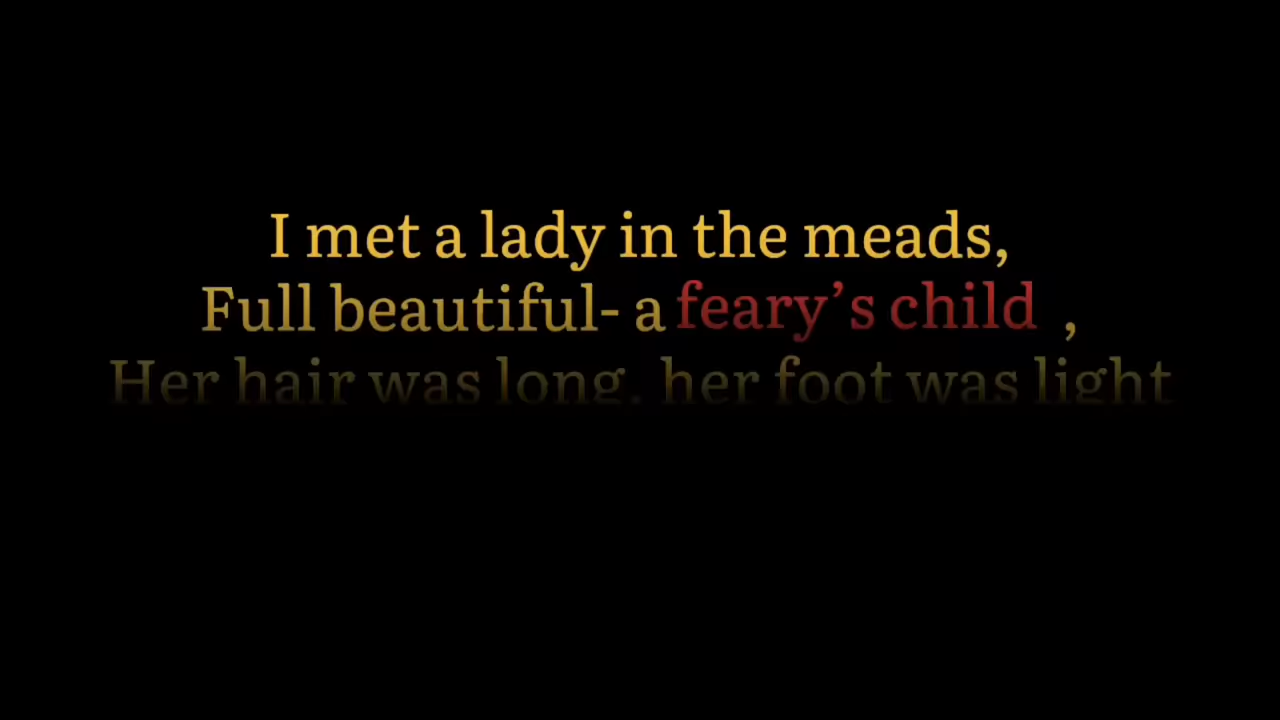 I met a lady in the meads,
Full beautiful- a feary’s child ,
Her hair was long, her foot was light